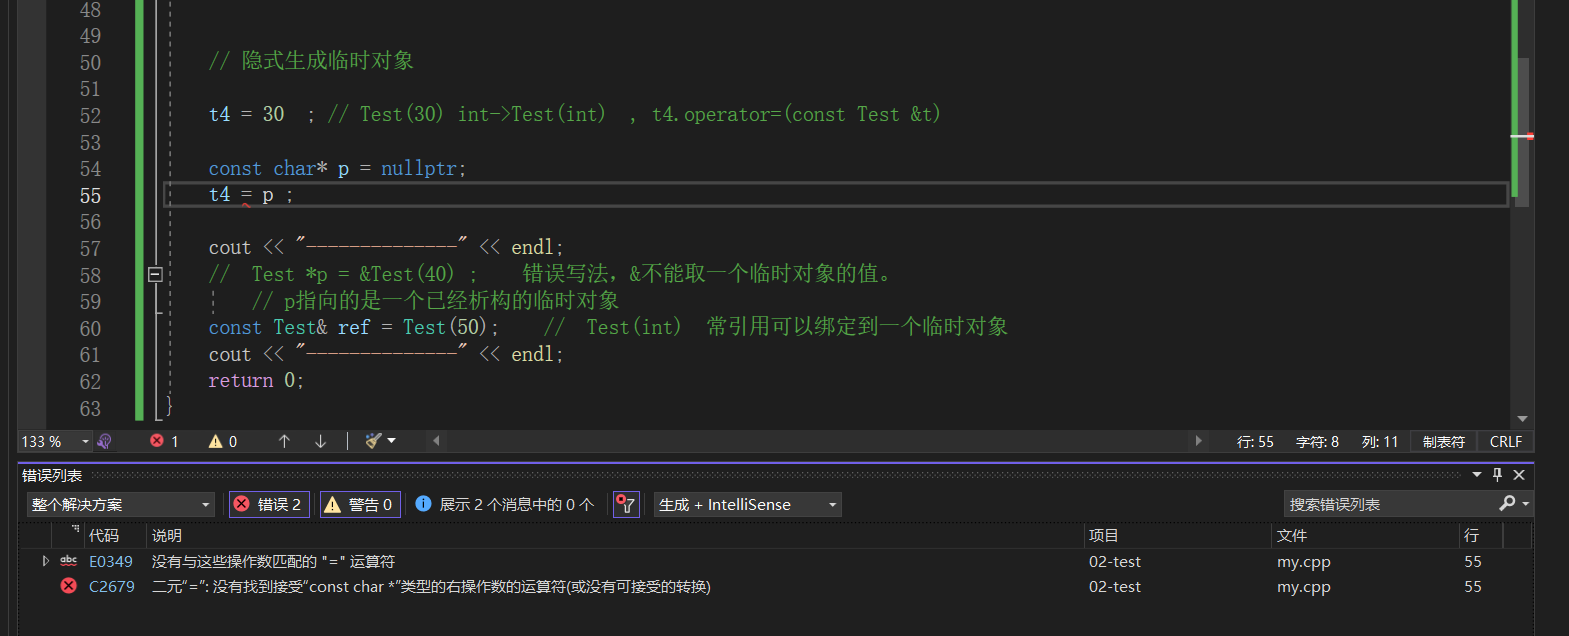 48
49
50 // 隐式生成临时对象
51
52 t4 = 30 ; // Test(30) int->Test(int) , t4.operator=(const Test &t)
53
54 const char* p = nullptr;
55 t4 = p ;
56
57 cout << "--------------" << endl;
58 // Test *p = &Test(40) ; 错误写法，&不能取一个临时对象的值。
59 // p指向的是一个已经析构的临时对象
60 const Test& ref = Test(50); // Test(int) 常引用可以绑定到一个临时对象
61 cout << "--------------" << endl;
62 return 0;
63 }
133 % 1 0 行: 55 字符: 8 列: 11 制表符 CRLF
错误列表
整个解决方案 错误 2 警告 0 展示 2 个消息中的 0 个 生成 + IntelliSense 搜索错误列表
代码 说明 项目 文件 行
abc E0349 没有与这些操作数匹配的 "=" 运算符 02-test my.cpp 55
C2679 二元“=”: 没有找到接受“const char *”类型的右操作数的运算符(或没有可接受的转换) 02-test my.cpp 55